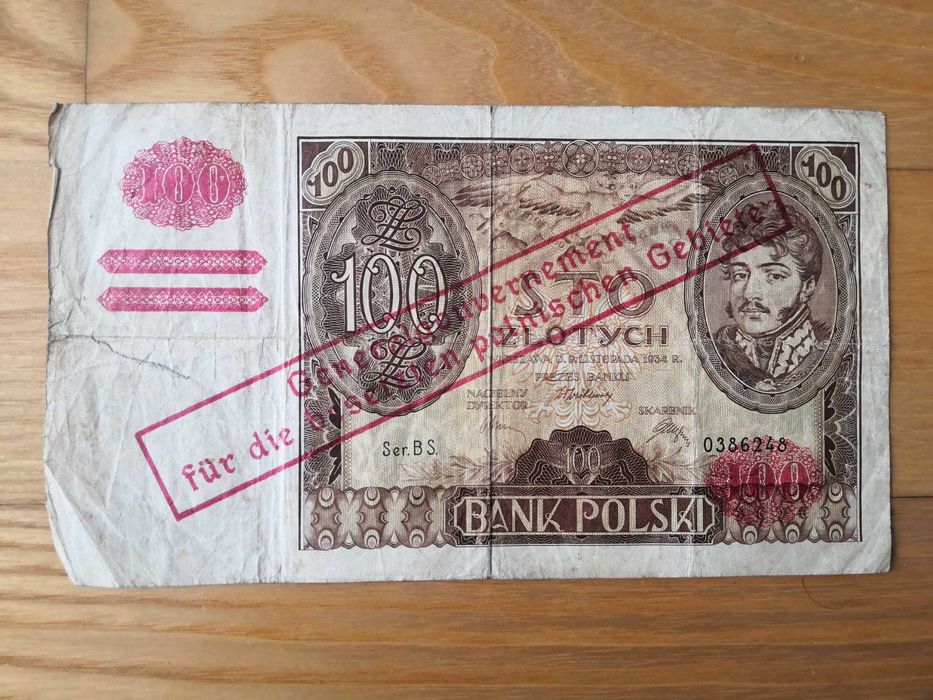 100
100
100
100
STO
ZŁOTYCH
WARSZAWA D. 9. LISTOPADA 1934 R.
PREZES BANKU
NACZELNY
DYREKTOR
SKARBNIK
Ser. B S.
0386248
100
100
BANK POLSKI
Generalgouvernement
für die besetzten polnischen Gebiete